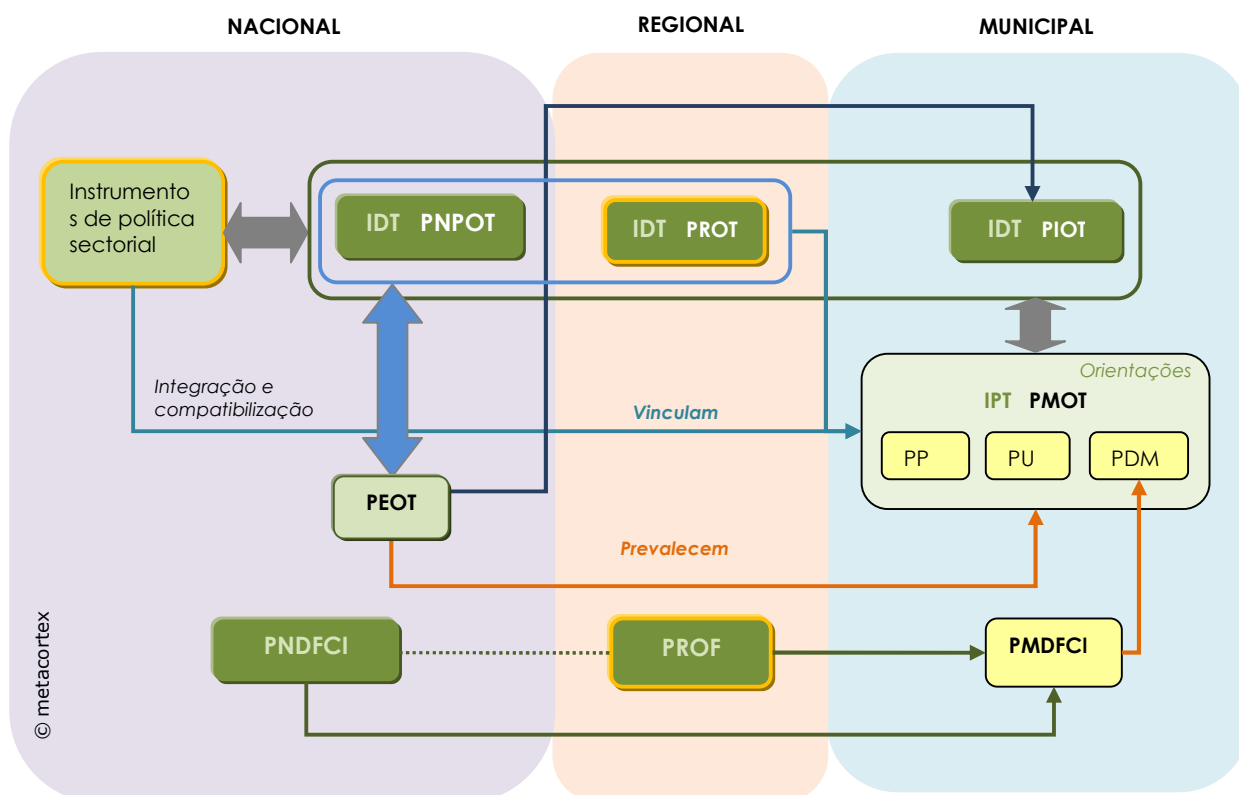 NACIONAL
REGIONAL
MUNICIPAL
Instrumento
s de política
sectorial
IDT PNPOT
IDT PROT
IDT PIOT
Integração e
compatibilização
Vinculam
Orientações
IPT PMOT
PP
PU
PDM
PEOT
Prevalecem
PNDFCI
PROF
PMDFCI
© metacortex